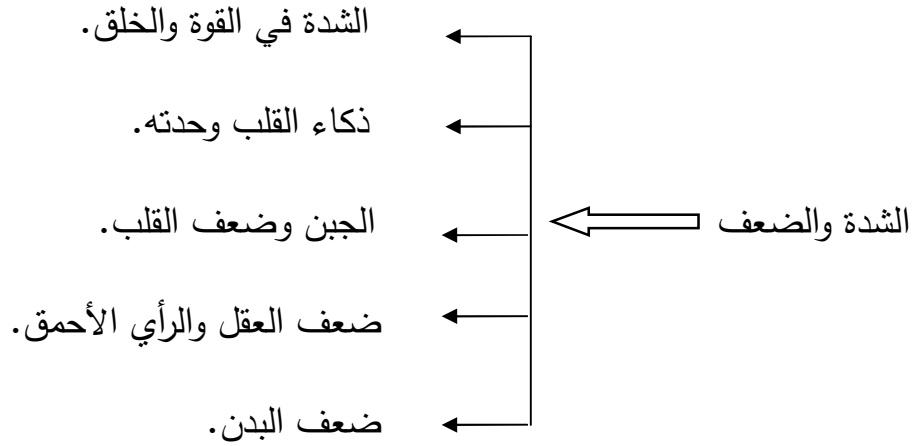 الشدة والضعف
الشدة في القوة والخلق.
ذكاء القلب وحدته.
الجبن وضعف القلب.
ضعف العقل والرأي الأحمق.
ضعف البدن.